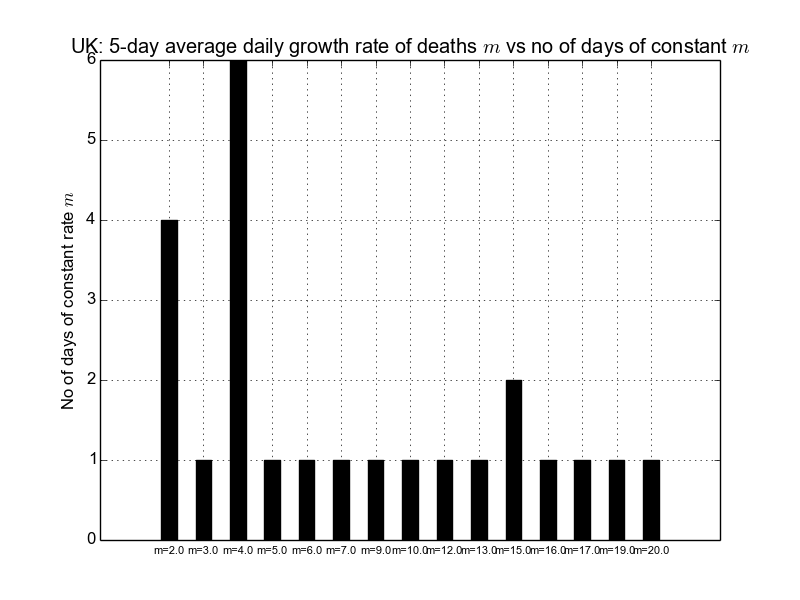 UK: 5-day average daily growth rate of deaths m vs no of days of constant m
No of days of constant rate m
6
5
4
3
2
1
0
m=2.0 m=3.0 m=4.0 m=5.0 m=6.0 m=7.0 m=9.0 m=10.0 m=12.0 m=13.0 m=15.0 m=16.0 m=17.0 m=19.0 m=20.0